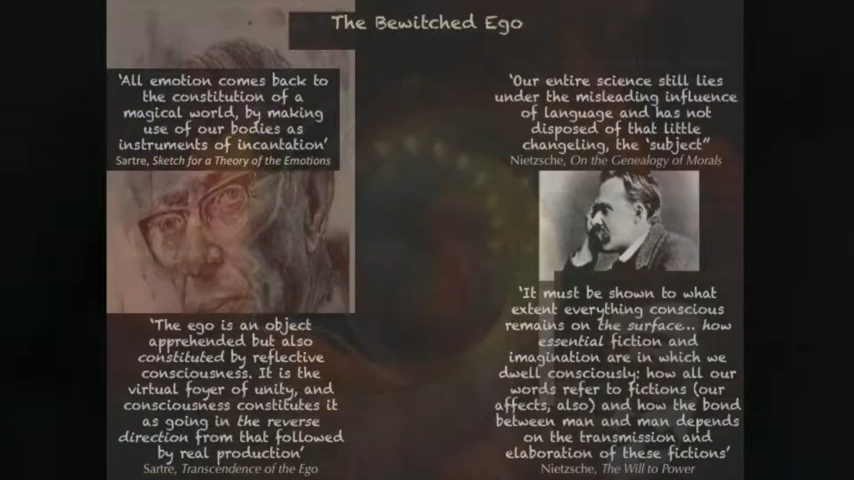 The Bewitched Ego
'All emotion comes back to
the constitution of a
magical world, by making
use of our bodies as
instruments of incantation'
Sartre, Sketch for a Theory of the Emotions
'The ego is an object
apprehended but also
constituted by reflective
consciousness. It is the
virtual foyer of unity, and
consciousness constitutes it
as going in the reverse
direction from that followed
by real production'
Sartre, Transcendence of the Ego
'Our entire science still lies
under the misleading influence
of language and has not
disposed of that little
changeling, the 'subject"
Nietzsche, On the Genealogy of Morals
'It must be shown to what
extent everything conscious
remains on the surface... how
essential fiction and
imagination are in which we
dwell consciously: how all our
words refer to fictions (our
affects, also) and how the bond
between man and man depends
on the transmission and
elaboration of these fictions'
Nietzsche, The Will to Power